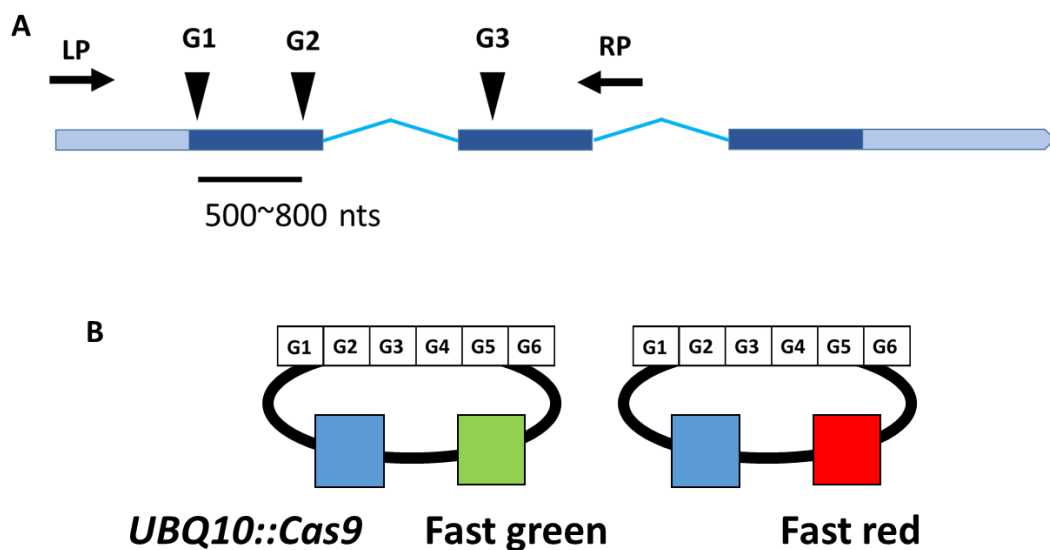 A
LP G1 G2 G3 RP
500~800 nts
B
G1 G2 G3 G4 G5 G6 G1 G2 G3 G4 G5 G6
UBQ10::Cas9 Fast green Fast red